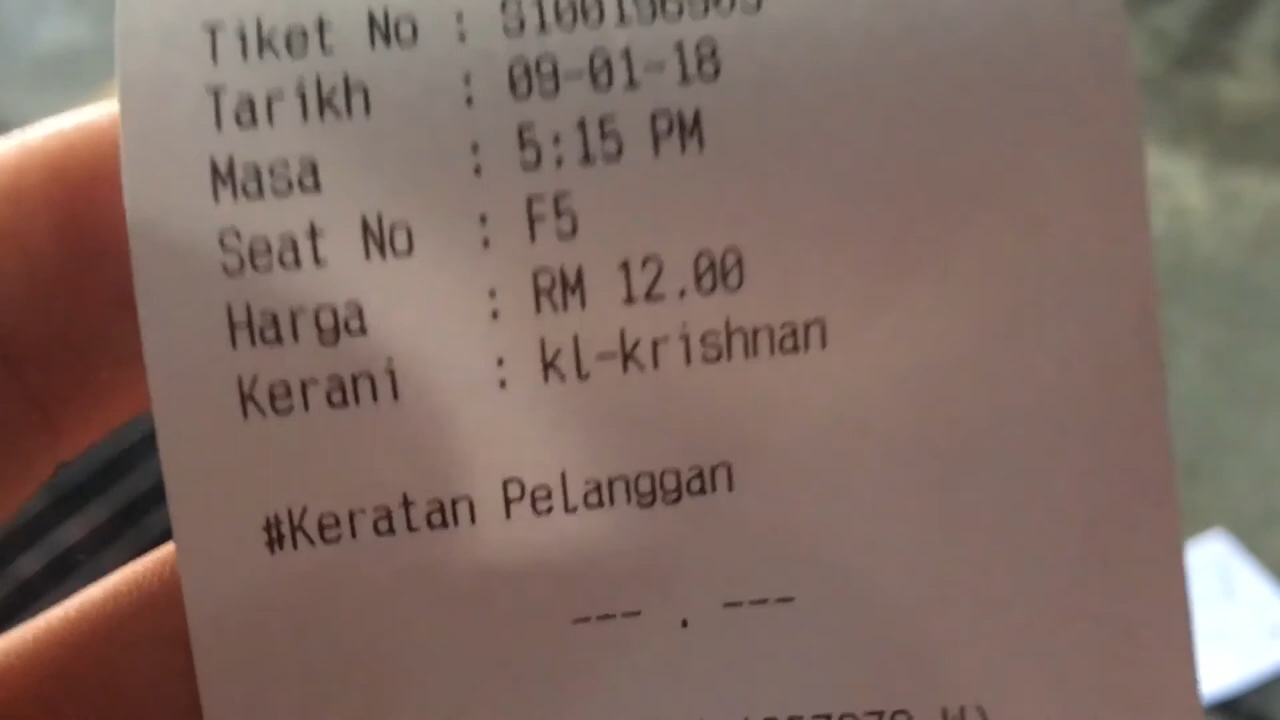 Tiket No :
Tarikh : 09-01-18
Masa : 5:15 PM
Seat No : F5
Harga : RM 12.00
Kerani : kl-krishnan
#Keratan Pelanggan
--- . ---